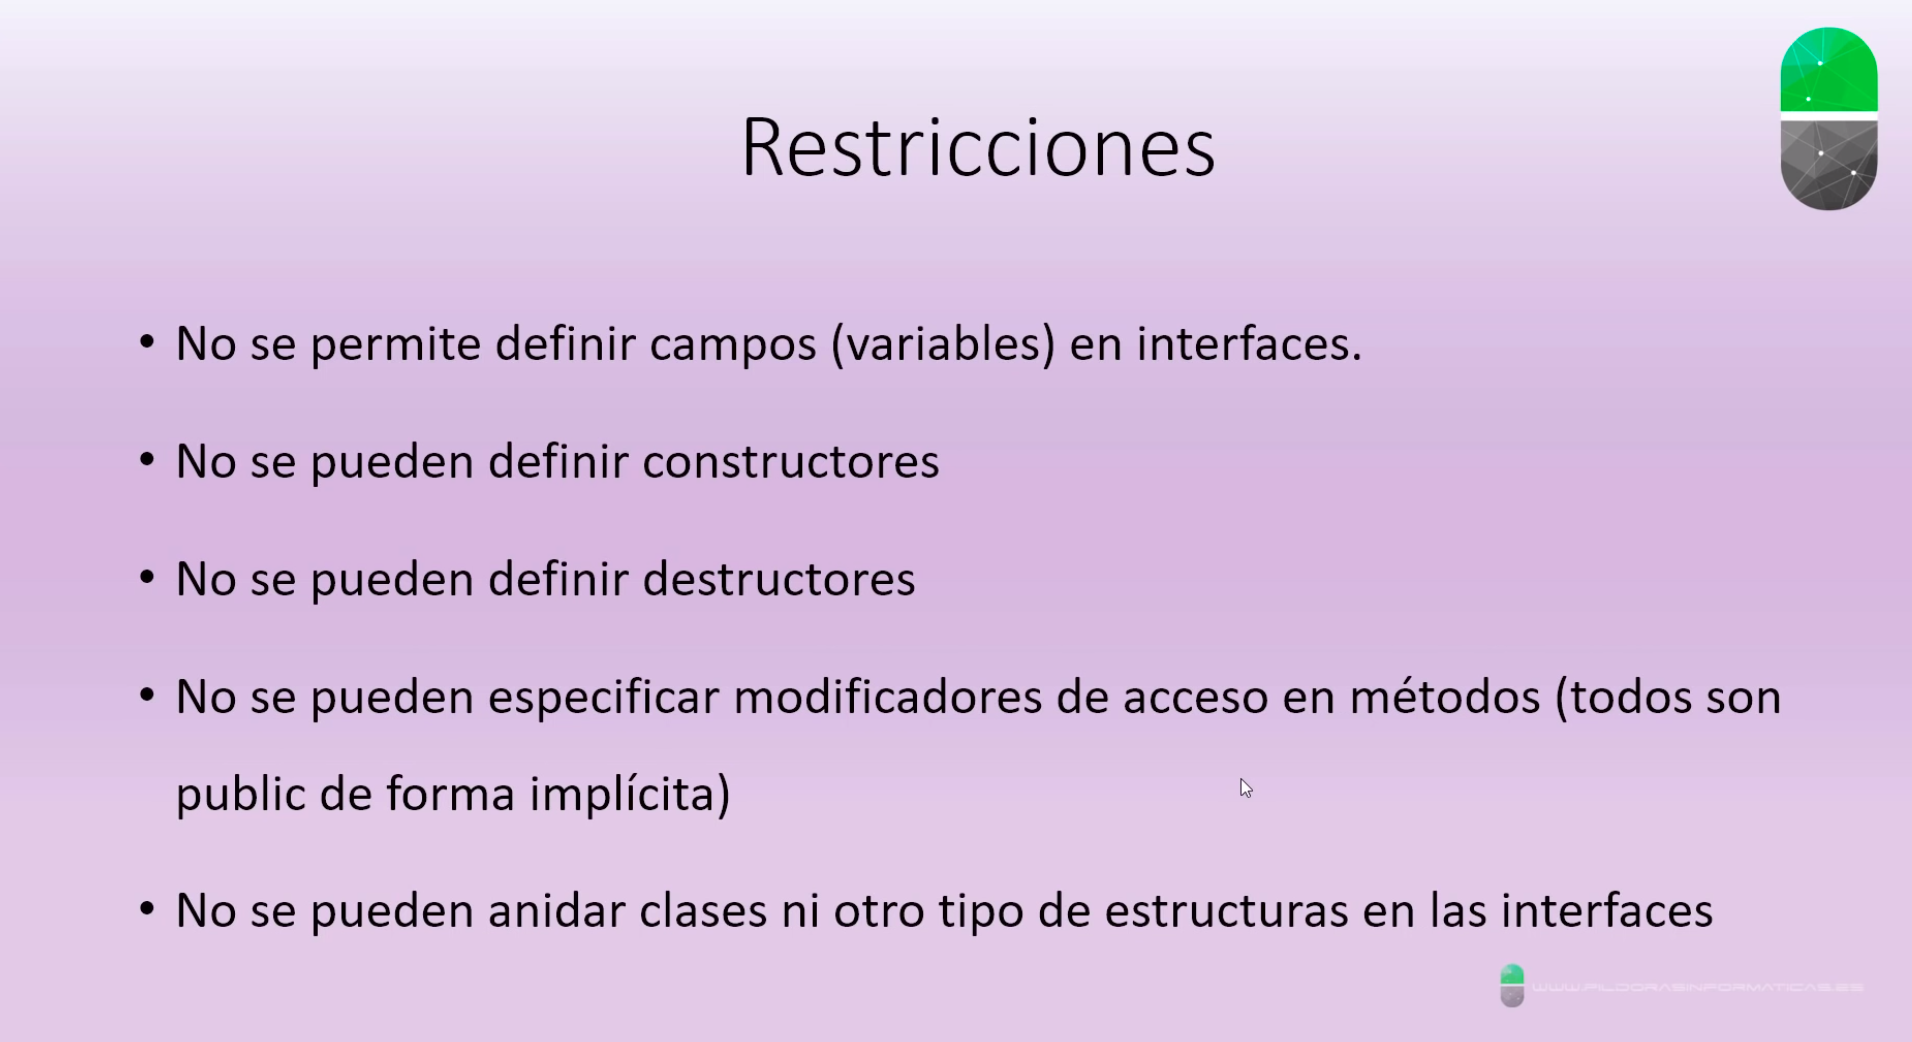 Restricciones
• No se permite definir campos (variables) en interfaces.
• No se pueden definir constructores
• No se pueden definir destructores
• No se pueden especificar modificadores de acceso en métodos (todos son
public de forma implícita)
• No se pueden anidar clases ni otro tipo de estructuras en las interfaces
WWW.PILDORASINFORMATICAS.ES